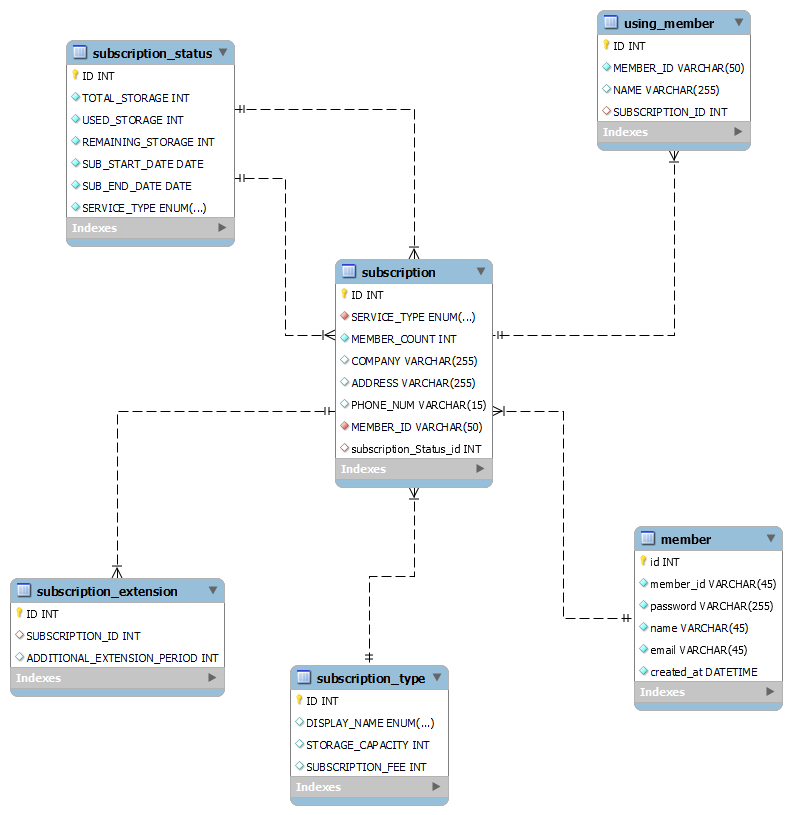 subscription_status
ID INT
TOTAL_STORAGE INT
USED_STORAGE INT
REMAINING_STORAGE INT
SUB_START_DATE DATE
SUB_END_DATE DATE
SERVICE_TYPE ENUM(...)
Indexes
using_member
ID INT
MEMBER_ID VARCHAR(50)
NAME VARCHAR(255)
SUBSCRIPTION_ID INT
Indexes
subscription
ID INT
SERVICE_TYPE ENUM(...)
MEMBER_COUNT INT
COMPANY VARCHAR(255)
ADDRESS VARCHAR(255)
PHONE_NUM VARCHAR(15)
MEMBER_ID VARCHAR(50)
subscription_Status_id INT
Indexes
subscription_extension
ID INT
SUBSCRIPTION_ID INT
ADDITIONAL_EXTENSION_PERIOD INT
Indexes
subscription_type
ID INT
DISPLAY_NAME ENUM(...)
STORAGE_CAPACITY INT
SUBSCRIPTION_FEE INT
Indexes
member
id INT
member_id VARCHAR(45)
password VARCHAR(255)
name VARCHAR(45)
email VARCHAR(45)
created_at DATETIME
Indexes